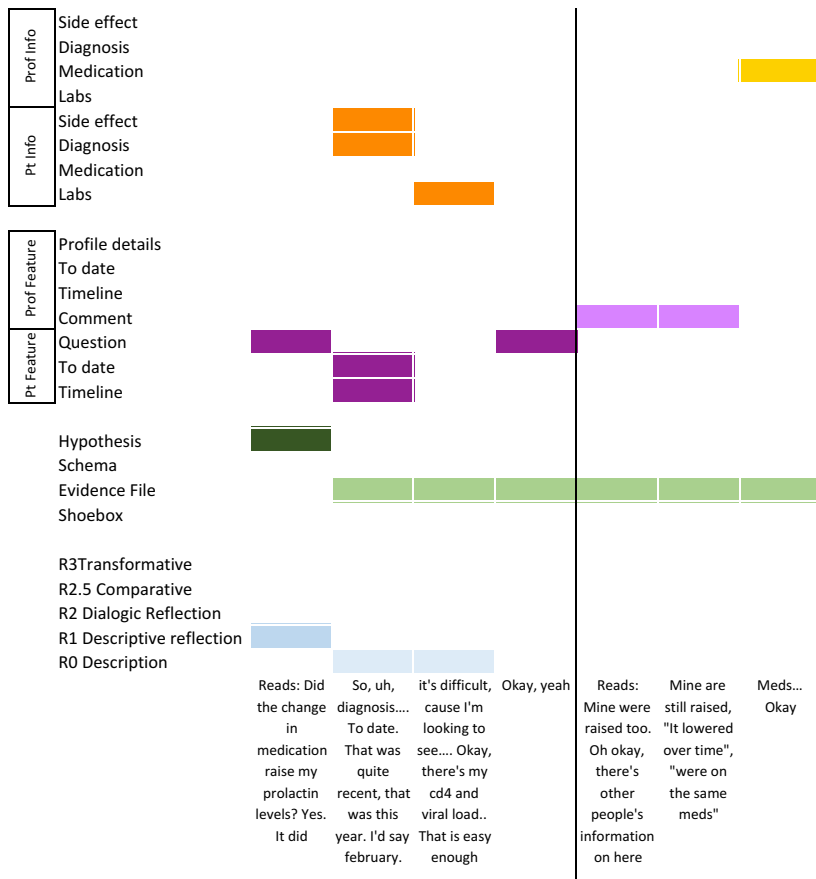 Prof Info
Side effect
Diagnosis
Medication
Labs
Pt Info
Side effect
Diagnosis
Medication
Labs
Prof Feature
Profile details
To date
Timeline
Comment
Pt Feature
Question
To date
Timeline
Hypothesis
Schema
Evidence File
Shoebox
R3Transformative
R2.5 Comparative
R2 Dialogic Reflection
R1 Descriptive reflection
R0 Description
Reads: Did
the change
in
medication
raise my
prolactin
levels? Yes.
It did
So, uh,
diagnosis....
To date.
That was
quite
recent, that
was this
year. I'd say
february.
it's difficult,
cause I'm
looking to
see.... Okay,
there's my
cd4 and
viral load..
That is easy
enough
Okay, yeah
Reads:
Mine were
raised too.
Oh okay,
there's
other
people's
information
on here
Mine are
still raised,
"It lowered
over time",
"were on
the same
meds"
Meds...
Okay